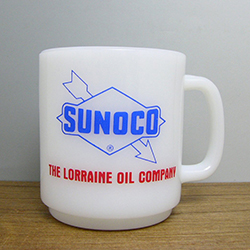 SUNOCO
®
THE LORRAINE OIL COMPANY